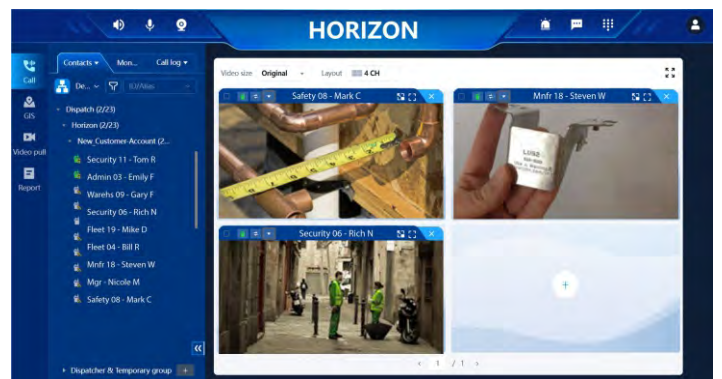 HORIZON
Call
GIS
Video pull
Report
Contacts
Mon...
Call log
De...
ID/Alias
Dispatch (2/23)
Horizon (2/23)
New_Customer-Account (2...
Security 11 - Tom R
Admin 03 - Emily F
Warehs 09 - Gary F
Security 06 - Rich N
Fleet 19 - Mike D
Fleet 04 - Bill R
Mnfr 18 - Steven W
Mgr - Nicole M
Safety 08 - Mark C
Dispatcher & Temporary group +
Video size Original Layout 4 CH
Safety 08 - Mark C
Mnfr 18 - Steven W
L092
Security 06 - Rich N
< 1 / 1 >